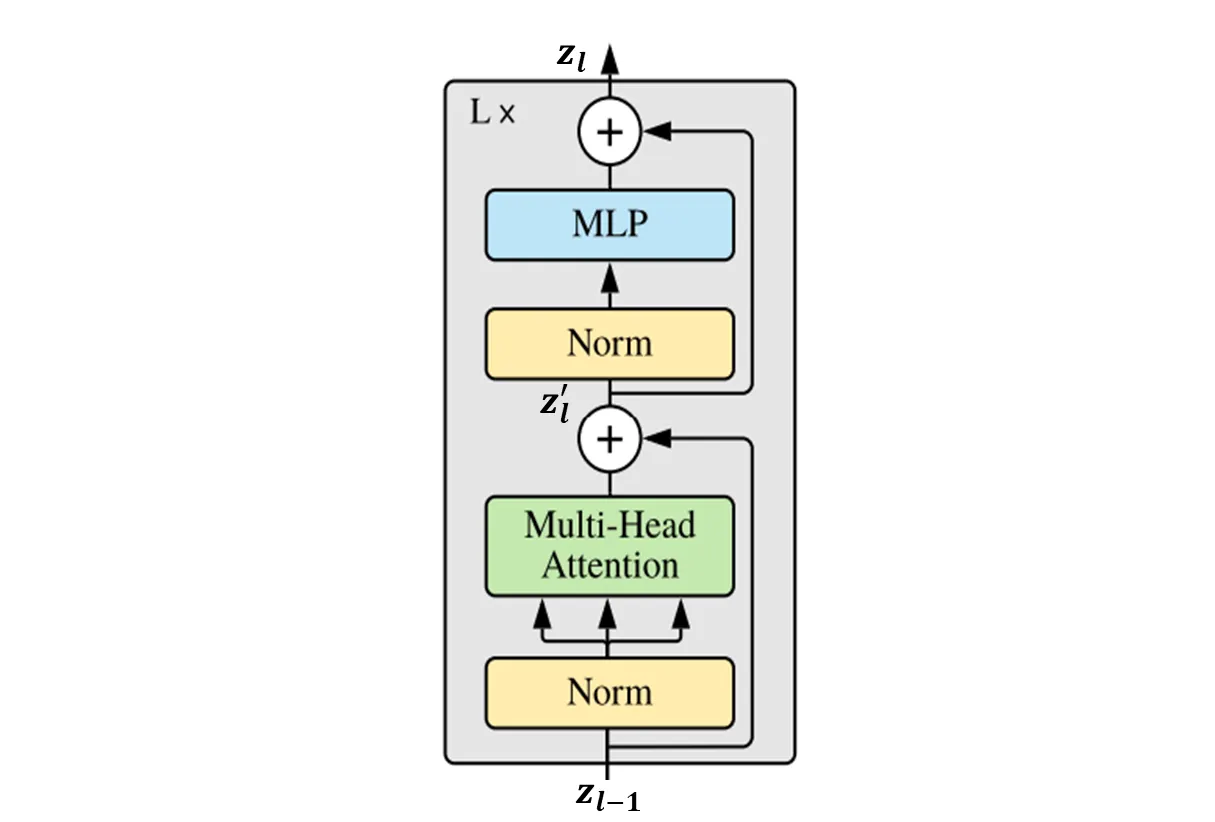 z_l
L ×
+
MLP
Norm
z'_l
+
Multi-Head
Attention
Norm
z_{l-1}